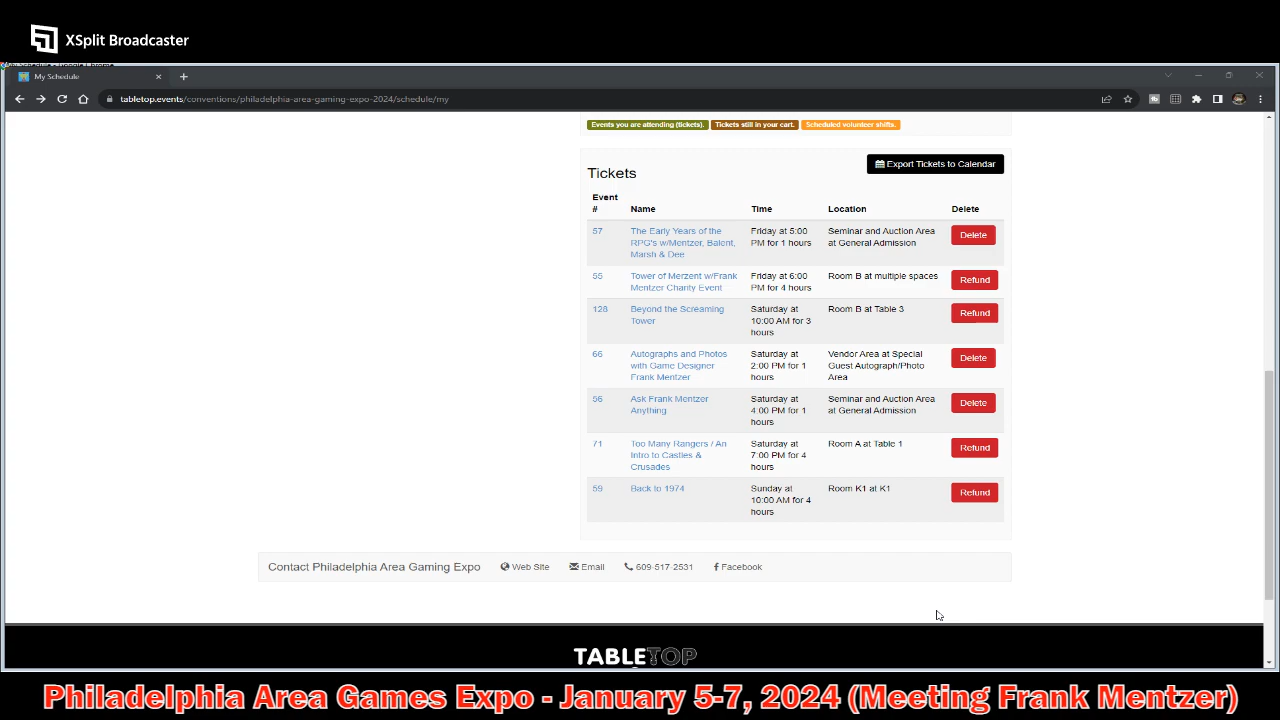 XSplit Broadcaster
My Schedule - Google Chrome
My Schedule
tabletop.events/conventions/philadelphia-area-gaming-expo-2024/schedule/my
Events you are attending (tickets). Tickets still in your cart. Scheduled volunteer shifts.
Tickets
Export Tickets to Calendar
Event
# Name Time Location Delete
57 The Early Years of the Friday at 5:00 Seminar and Auction Area Delete
RPG's w/Mentzer, Balent, PM for 1 hours at General Admission
Marsh & Dee
55 Tower of Merzent w/Frank Friday at 6:00 Room B at multiple spaces Refund
Mentzer Charity Event PM for 4 hours
128 Beyond the Screaming Saturday at Room B at Table 3 Refund
Tower 10:00 AM for 3
hours
66 Autographs and Photos Saturday at Vendor Area at Special Delete
with Game Designer 2:00 PM for 1 Guest Autograph/Photo
Frank Mentzer hours Area
56 Ask Frank Mentzer Saturday at Seminar and Auction Area Delete
Anything 4:00 PM for 1 at General Admission
hours
71 Too Many Rangers / An Saturday at Room A at Table 1 Refund
Intro to Castles & 7:00 PM for 4
Crusades hours
59 Back to 1974 Sunday at Room K1 at K1 Refund
10:00 AM for 4
hours
Contact Philadelphia Area Gaming Expo Web Site Email 609-517-2531 Facebook
TABLETOP
Philadelphia Area Games Expo - January 5-7, 2024 (Meeting Frank Mentzer)